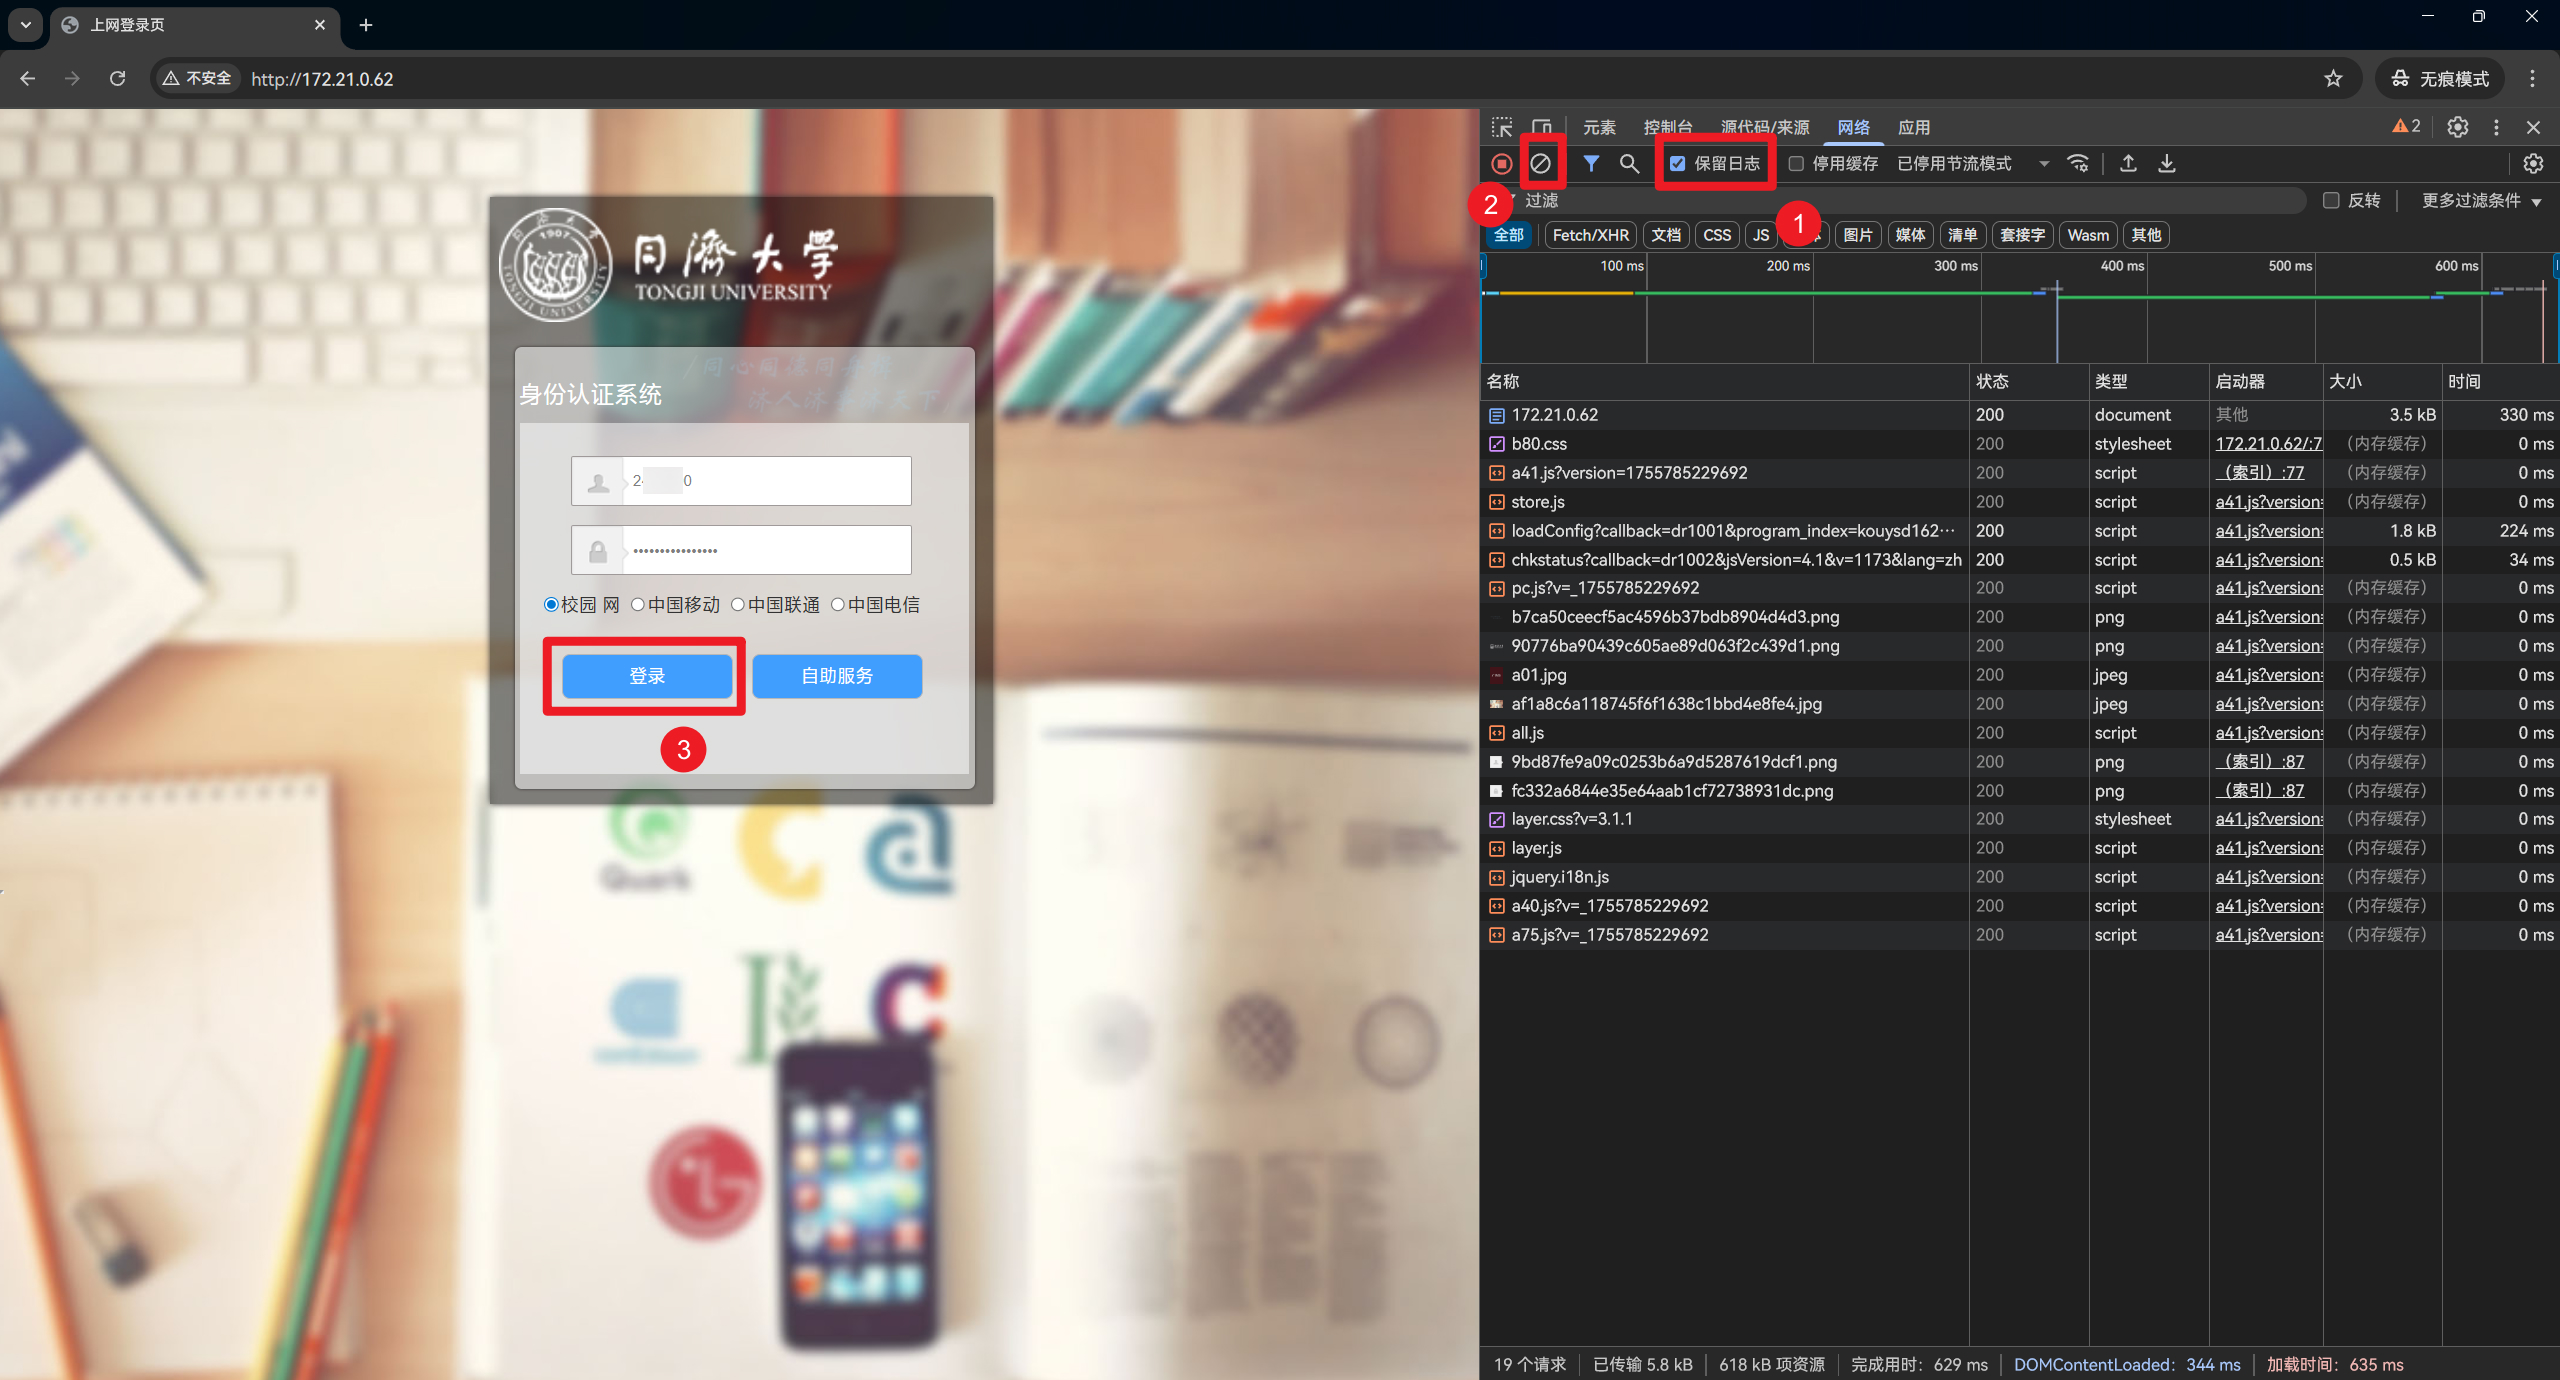 上网登录页
不安全 http://172.21.0.62
无痕模式
同濟大學
TONGJI UNIVERSITY
1907
TONGJI UNIVERSITY
身份认证系统
2 0
••••••••••••••••
校园 网 中国移动 中国联通 中国电信
登录 自助服务
3
Quark
元素 控制台 源代码/来源 网络 应用 2
保留日志 停用缓存 已停用节流模式
2 过滤 反转 更多过滤条件
1
全部 Fetch/XHR 文档 CSS JS 图片 媒体 清单 套接字 Wasm 其他
100 ms 200 ms 300 ms 400 ms 500 ms 600 ms
名称 状态 类型 启动器 大小 时间
172.21.0.62 200 document 其他 3.5 kB 330 ms
b80.css 200 stylesheet 172.21.0.62/:7 （内存缓存） 0 ms
a41.js?version=1755785229692 200 script （索引）:77 （内存缓存） 0 ms
store.js 200 script a41.js?version= （内存缓存） 0 ms
loadConfig?callback=dr1001&program_index=kouysd162… 200 script a41.js?version= 1.8 kB 224 ms
chkstatus?callback=dr1002&jsVersion=4.1&v=1173&lang=zh 200 script a41.js?version= 0.5 kB 34 ms
pc.js?v=_1755785229692 200 script a41.js?version= （内存缓存） 0 ms
b7ca50ceecf5ac4596b37bdb8904d4d3.png 200 png a41.js?version= （内存缓存） 0 ms
90776ba90439c605ae89d063f2c439d1.png 200 png a41.js?version= （内存缓存） 0 ms
a01.jpg 200 jpeg a41.js?version= （内存缓存） 0 ms
af1a8c6a118745f6f1638c1bbd4e8fe4.jpg 200 jpeg a41.js?version= （内存缓存） 0 ms
all.js 200 script a41.js?version= （内存缓存） 0 ms
9bd87fe9a09c0253b6a9d5287619dcf1.png 200 png （索引）:87 （内存缓存） 0 ms
fc332a6844e35e64aab1cf72738931dc.png 200 png （索引）:87 （内存缓存） 0 ms
layer.css?v=3.1.1 200 stylesheet a41.js?version= （内存缓存） 0 ms
layer.js 200 script a41.js?version= （内存缓存） 0 ms
jquery.i18n.js 200 script a41.js?version= （内存缓存） 0 ms
a40.js?v=_1755785229692 200 script a41.js?version= （内存缓存） 0 ms
a75.js?v=_1755785229692 200 script a41.js?version= （内存缓存） 0 ms
19 个请求 已传输 5.8 kB 618 kB 项资源 完成用时：629 ms DOMContentLoaded：344 ms 加载时间：635 ms